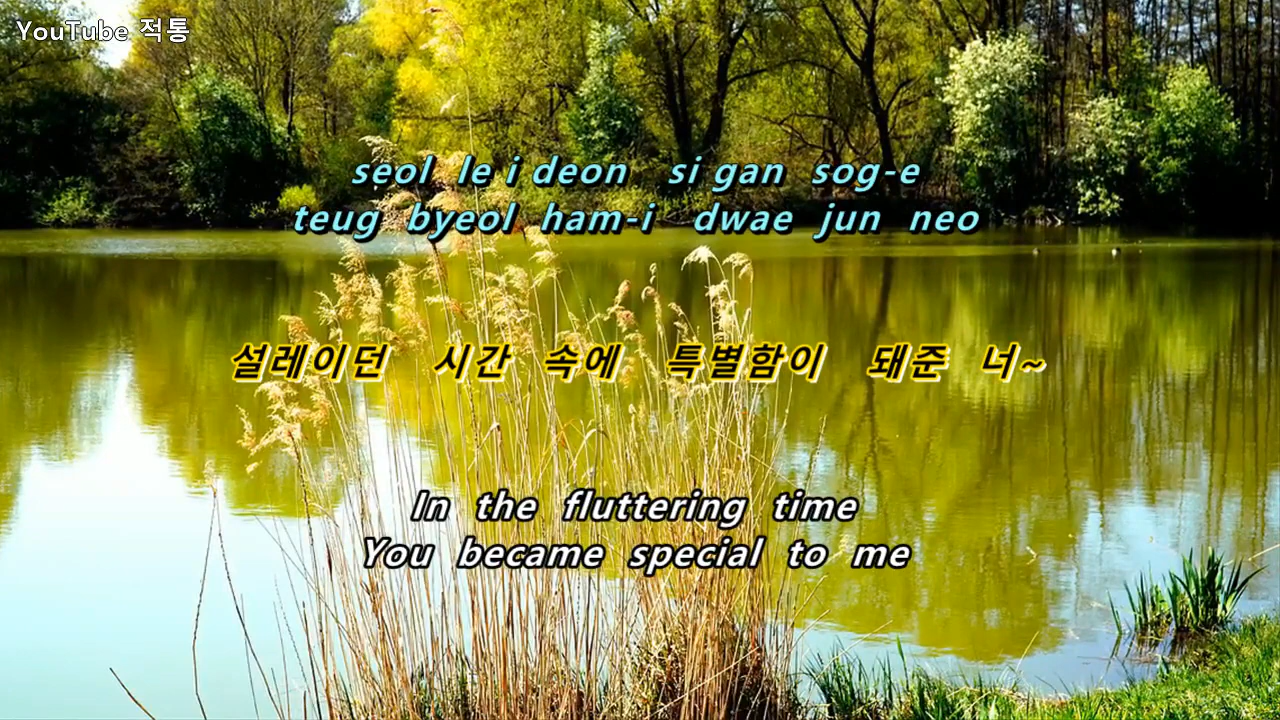 YouTube 적통
seol le i deon si gan sog-e
teug byeol ham-i dwae jun neo
설레이던 시간 속에 특별함이 돼준 너~
In the fluttering time
You became special to me